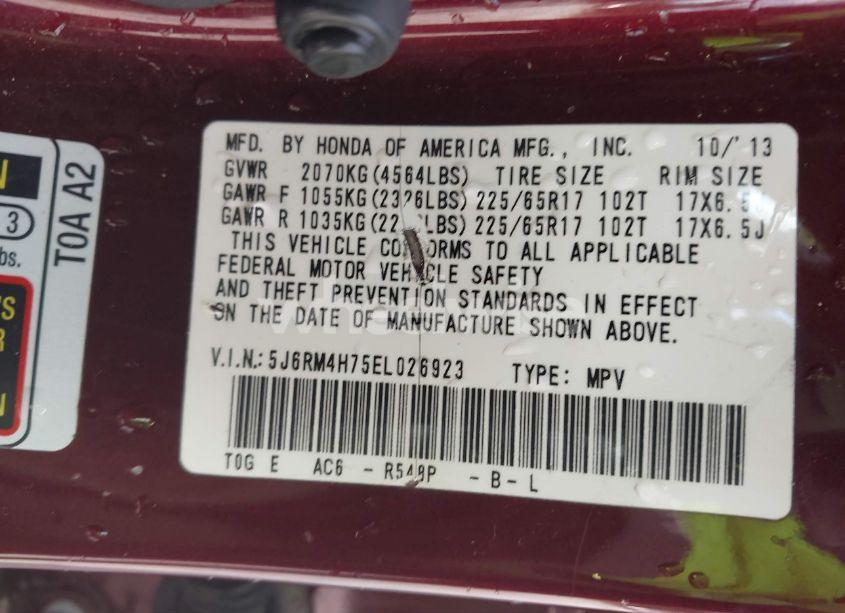 MFD. BY HONDA OF AMERICA MFG., INC. 10/'13
GVWR 2070KG(4564LBS) TIRE SIZE RIM SIZE
GAWR F 1055KG(2326LBS) 225/65R17 102T 17X6.5J
GAWR R 1035KG 225/65R17 102T 17X6.5J
THIS VEHICLE CONFORMS TO ALL APPLICABLE
FEDERAL MOTOR VEHICLE SAFETY
AND THEFT PREVENTION STANDARDS IN EFFECT
ON THE DATE OF MANUFACTURE SHOWN ABOVE.
V.I.N.: 5J6RM4H75EL026923 TYPE: MPV
T0G E AC6 - R548P - B - L
T0A A2
N
3
bs.
'S
R
N